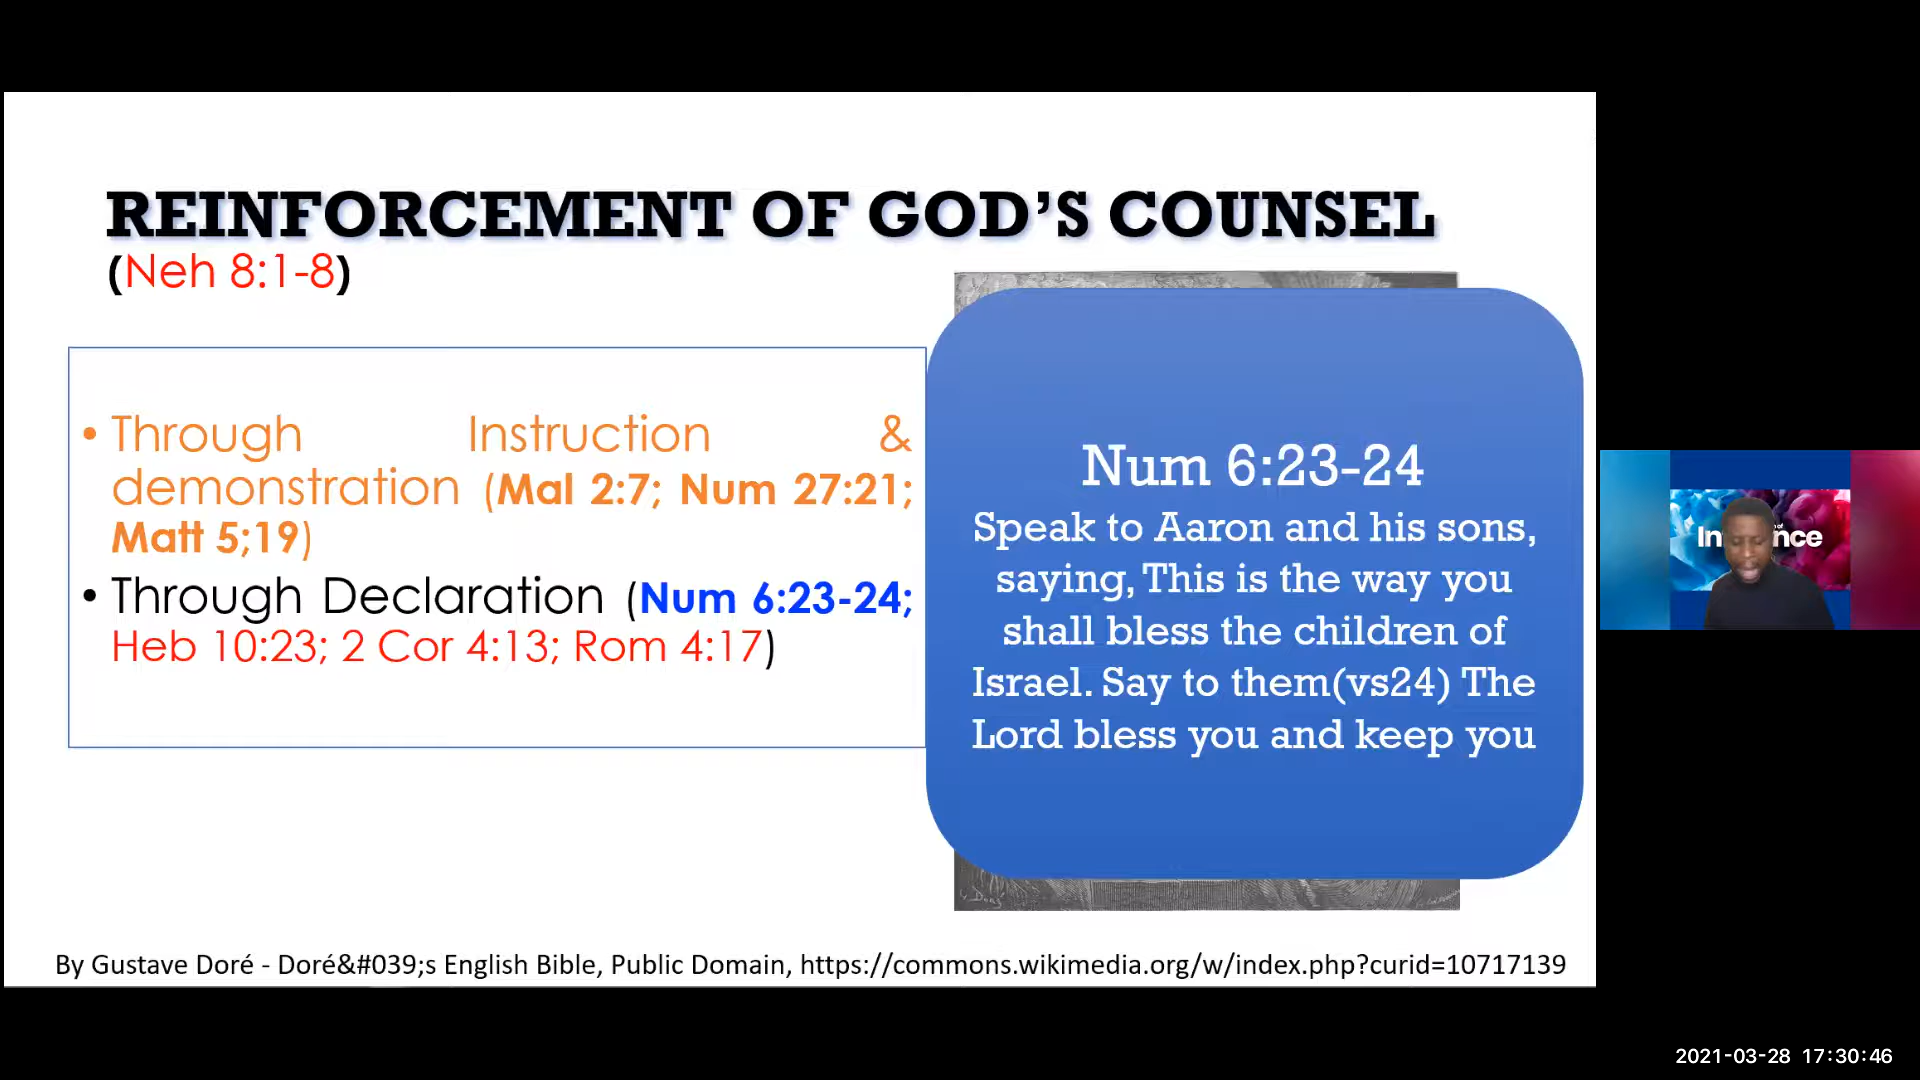 REINFORCEMENT OF GOD’S COUNSEL
(Neh 8:1-8)
• Through Instruction &
demonstration (Mal 2:7; Num 27:21;
Matt 5;19)
• Through Declaration (Num 6:23-24;
Heb 10:23; 2 Cor 4:13; Rom 4:17)
Num 6:23-24
Speak to Aaron and his sons,
saying, This is the way you
shall bless the children of
Israel. Say to them(vs24) The
Lord bless you and keep you
G. Doré
By Gustave Doré - Doré&#039;s English Bible, Public Domain, https://commons.wikimedia.org/w/index.php?curid=10717139
2021-03-28 17:30:46